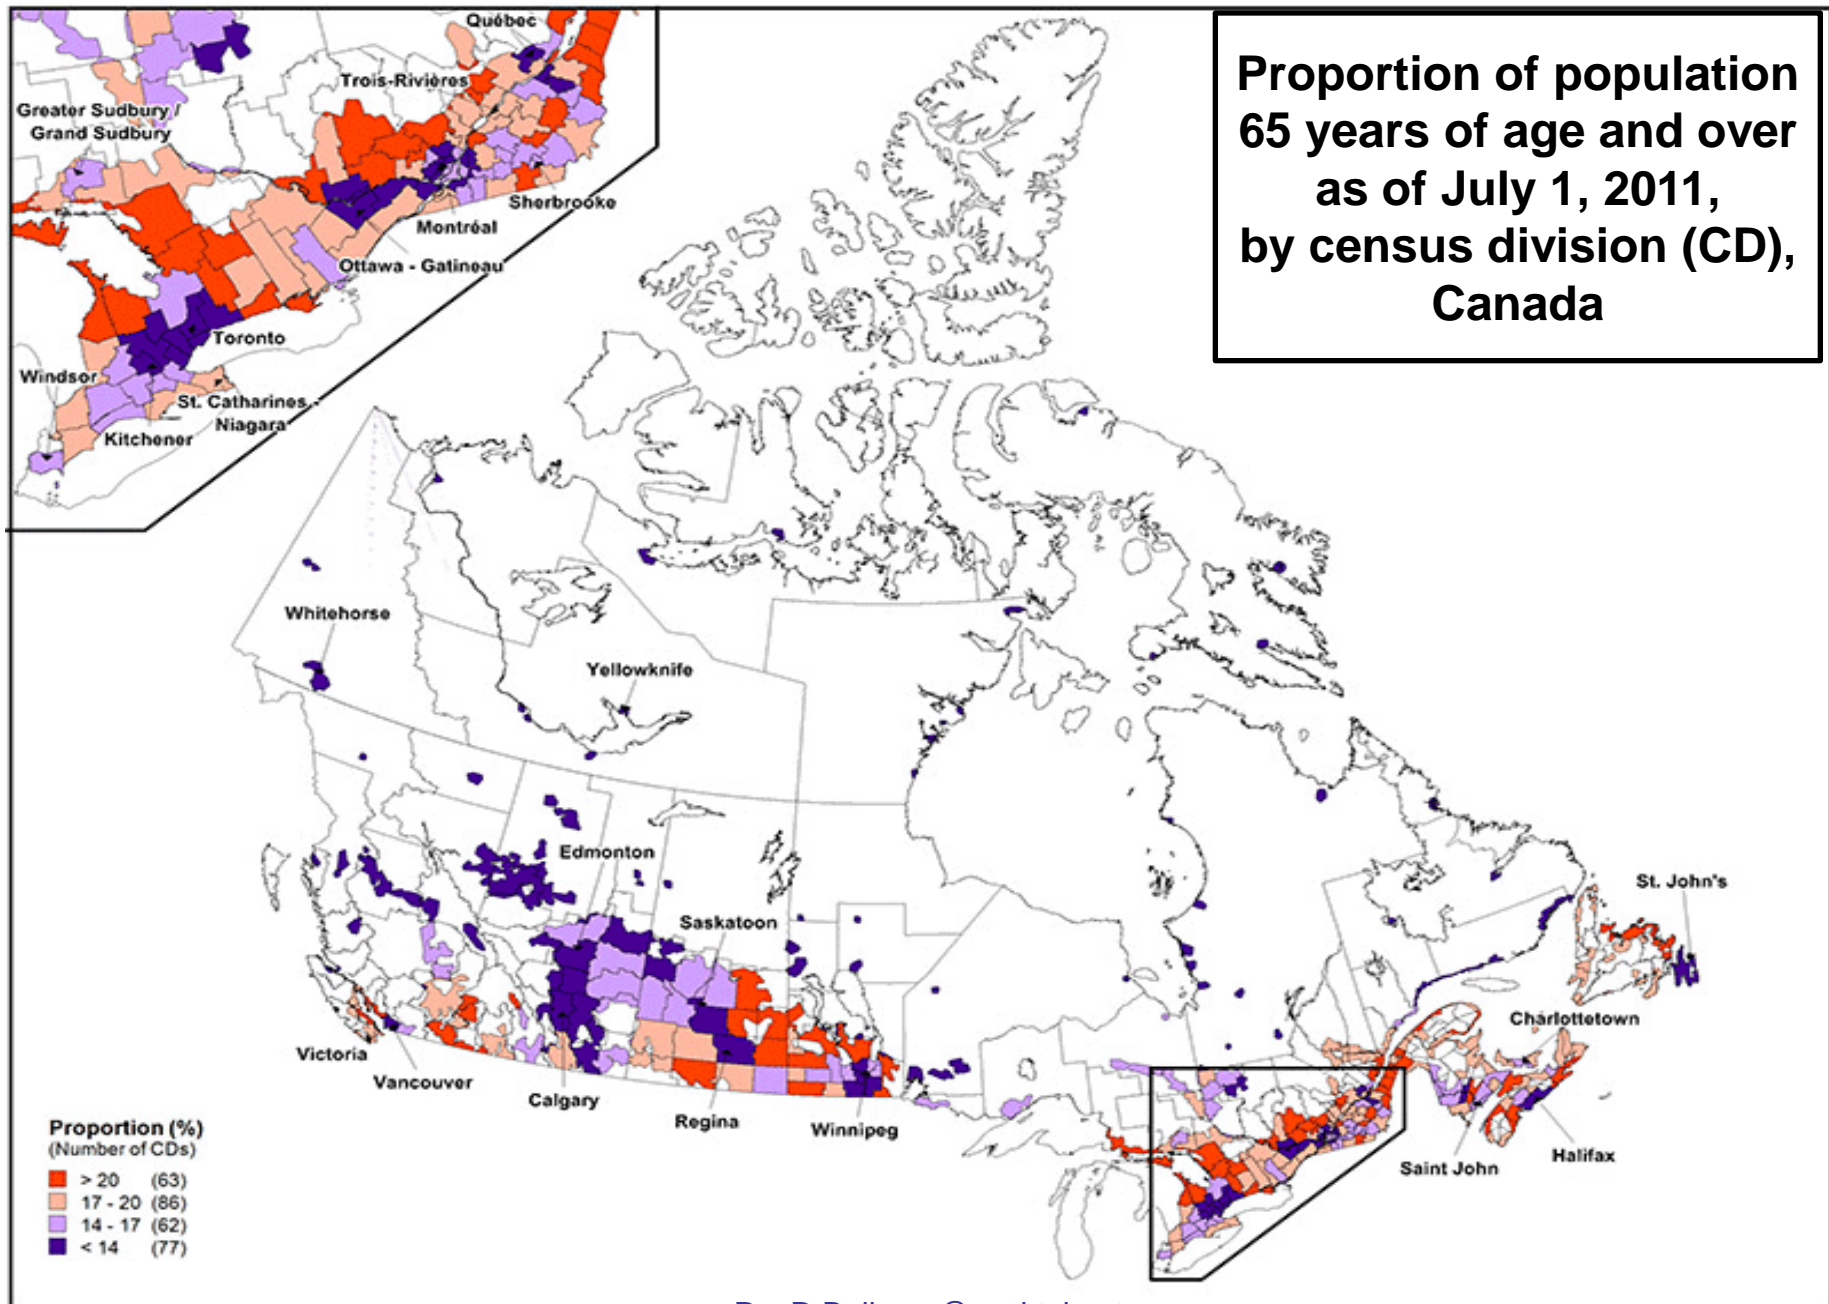 Proportion of population
65 years of age and over
as of July 1, 2011,
by census division (CD),
Canada
Québec
Trois-Rivières
Greater Sudbury /
Grand Sudbury
Sherbrooke
Montréal
Ottawa - Gatineau
Toronto
Windsor
St. Catharines -
Niagara
Kitchener
Whitehorse
Yellowknife
Edmonton
Saskatoon
St. John's
Charlottetown
Victoria
Vancouver
Calgary
Regina
Winnipeg
Saint John
Halifax
Proportion (%)
(Number of CDs)
> 20 (63)
17 - 20 (86)
14 - 17 (62)
< 14 (77)